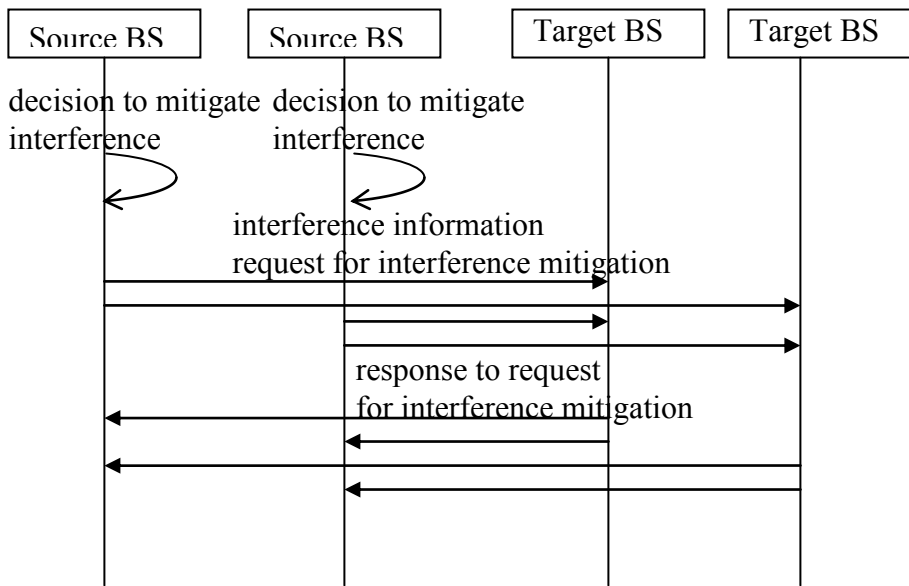 Source BS
Source BS
Target BS
Target BS
decision to mitigate
interference
decision to mitigate
interference
interference information
request for interference mitigation
response to request
for interference mitigation